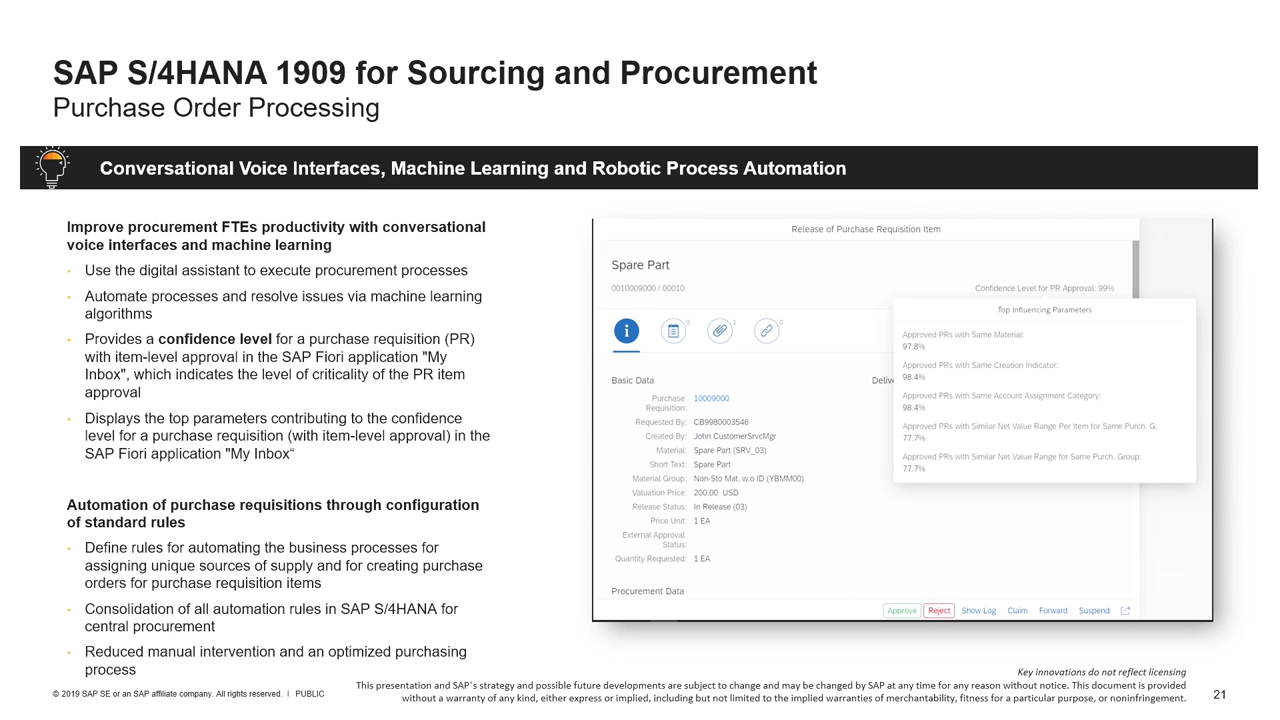 SAP S/4HANA 1909 for Sourcing and Procurement
Purchase Order Processing
Conversational Voice Interfaces, Machine Learning and Robotic Process Automation
Improve procurement FTEs productivity with conversational
voice interfaces and machine learning
• Use the digital assistant to execute procurement processes
• Automate processes and resolve issues via machine learning
algorithms
• Provides a confidence level for a purchase requisition (PR)
with item-level approval in the SAP Fiori application "My
Inbox", which indicates the level of criticality of the PR item
approval
• Displays the top parameters contributing to the confidence
level for a purchase requisition (with item-level approval) in the
SAP Fiori application "My Inbox“
Automation of purchase requisitions through configuration
of standard rules
• Define rules for automating the business processes for
assigning unique sources of supply and for creating purchase
orders for purchase requisition items
• Consolidation of all automation rules in SAP S/4HANA for
central procurement
• Reduced manual intervention and an optimized purchasing
process
Release of Purchase Requisition Item
Spare Part
0010009000 / 00010
Confidence Level for PR Approval: 99%
Top Influencing Parameters
Approved PRs with Same Material:
97.8%
Approved PRs with Same Creation Indicator:
98.4%
Approved PRs with Same Account Assignment Category:
98.4%
Approved PRs with Similar Net Value Range Per Item for Same Purch. G:
77.7%
Approved PRs with Similar Net Value Range for Same Purch. Group:
77.7%
0
1
0
Basic Data
Delive
Purchase
Requisition: 10009000
Requested By: CB9980003546
Created By: John CustomerSrvcMgr
Material: Spare Part (SRV_03)
Short Text: Spare Part
Material Group: Non-Sto Mat. w.o ID (YBMM00)
Valuation Price: 200.00 USD
Release Status: In Release (03)
Price Unit: 1 EA
External Approval
Status:
Quantity Requested: 1 EA
Procurement Data
Approve Reject Show Log Claim Forward Suspend
Key innovations do not reflect licensing
This presentation and SAP's strategy and possible future developments are subject to change and may be changed by SAP at any time for any reason without notice. This document is provided
without a warranty of any kind, either express or implied, including but not limited to the implied warranties of merchantability, fitness for a particular purpose, or noninfringement.
© 2019 SAP SE or an SAP affiliate company. All rights reserved. | PUBLIC
21